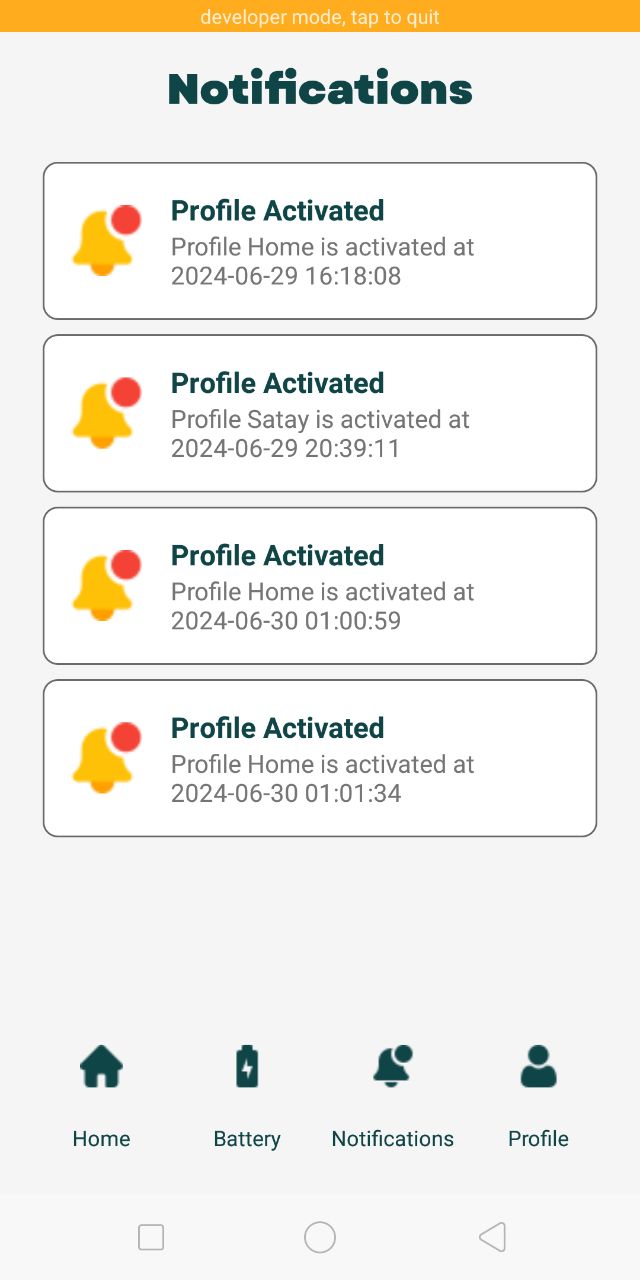 developer mode, tap to quit
Notifications
Profile Activated
Profile Home is activated at
2024-06-29 16:18:08
Profile Activated
Profile Satay is activated at
2024-06-29 20:39:11
Profile Activated
Profile Home is activated at
2024-06-30 01:00:59
Profile Activated
Profile Home is activated at
2024-06-30 01:01:34
Home
Battery
Notifications
Profile